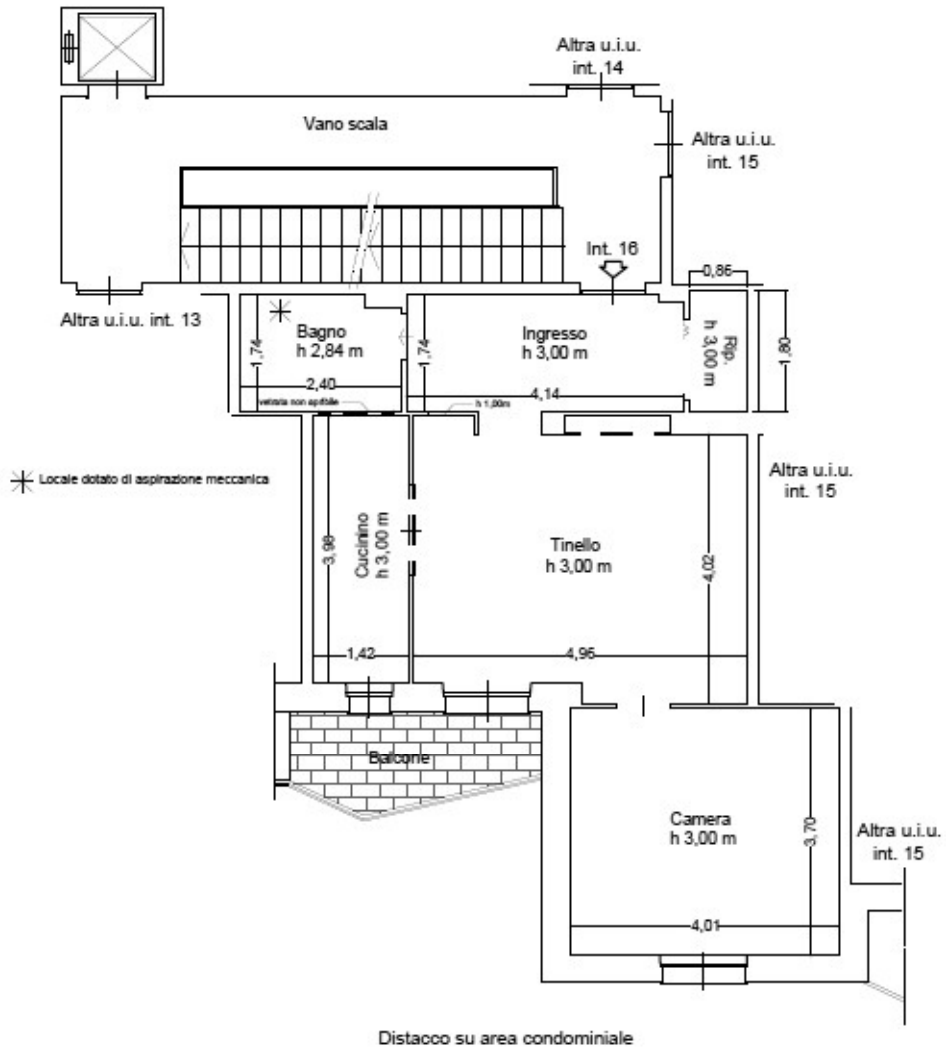 Altra u.i.u.
int. 14
Vano scala
Altra u.i.u.
int. 15
Int. 16
0,86
Altra u.i.u. int. 13
1,74
Bagno
h 2,84 m
2,40
1,74
Ingresso
h 3,00 m
4,14
Rip.
h 3,00 m
1,80
vetrata non apribile
h 1,00m
Locale dotato di aspirazione meccanica
Altra u.i.u.
int. 15
3,98
Cucinino
h 3,00 m
Tinello
h 3,00 m
4,02
1,42
4,96
Balcone
Camera
h 3,00 m
3,70
Altra u.i.u.
int. 15
4,01
Distacco su area condominiale